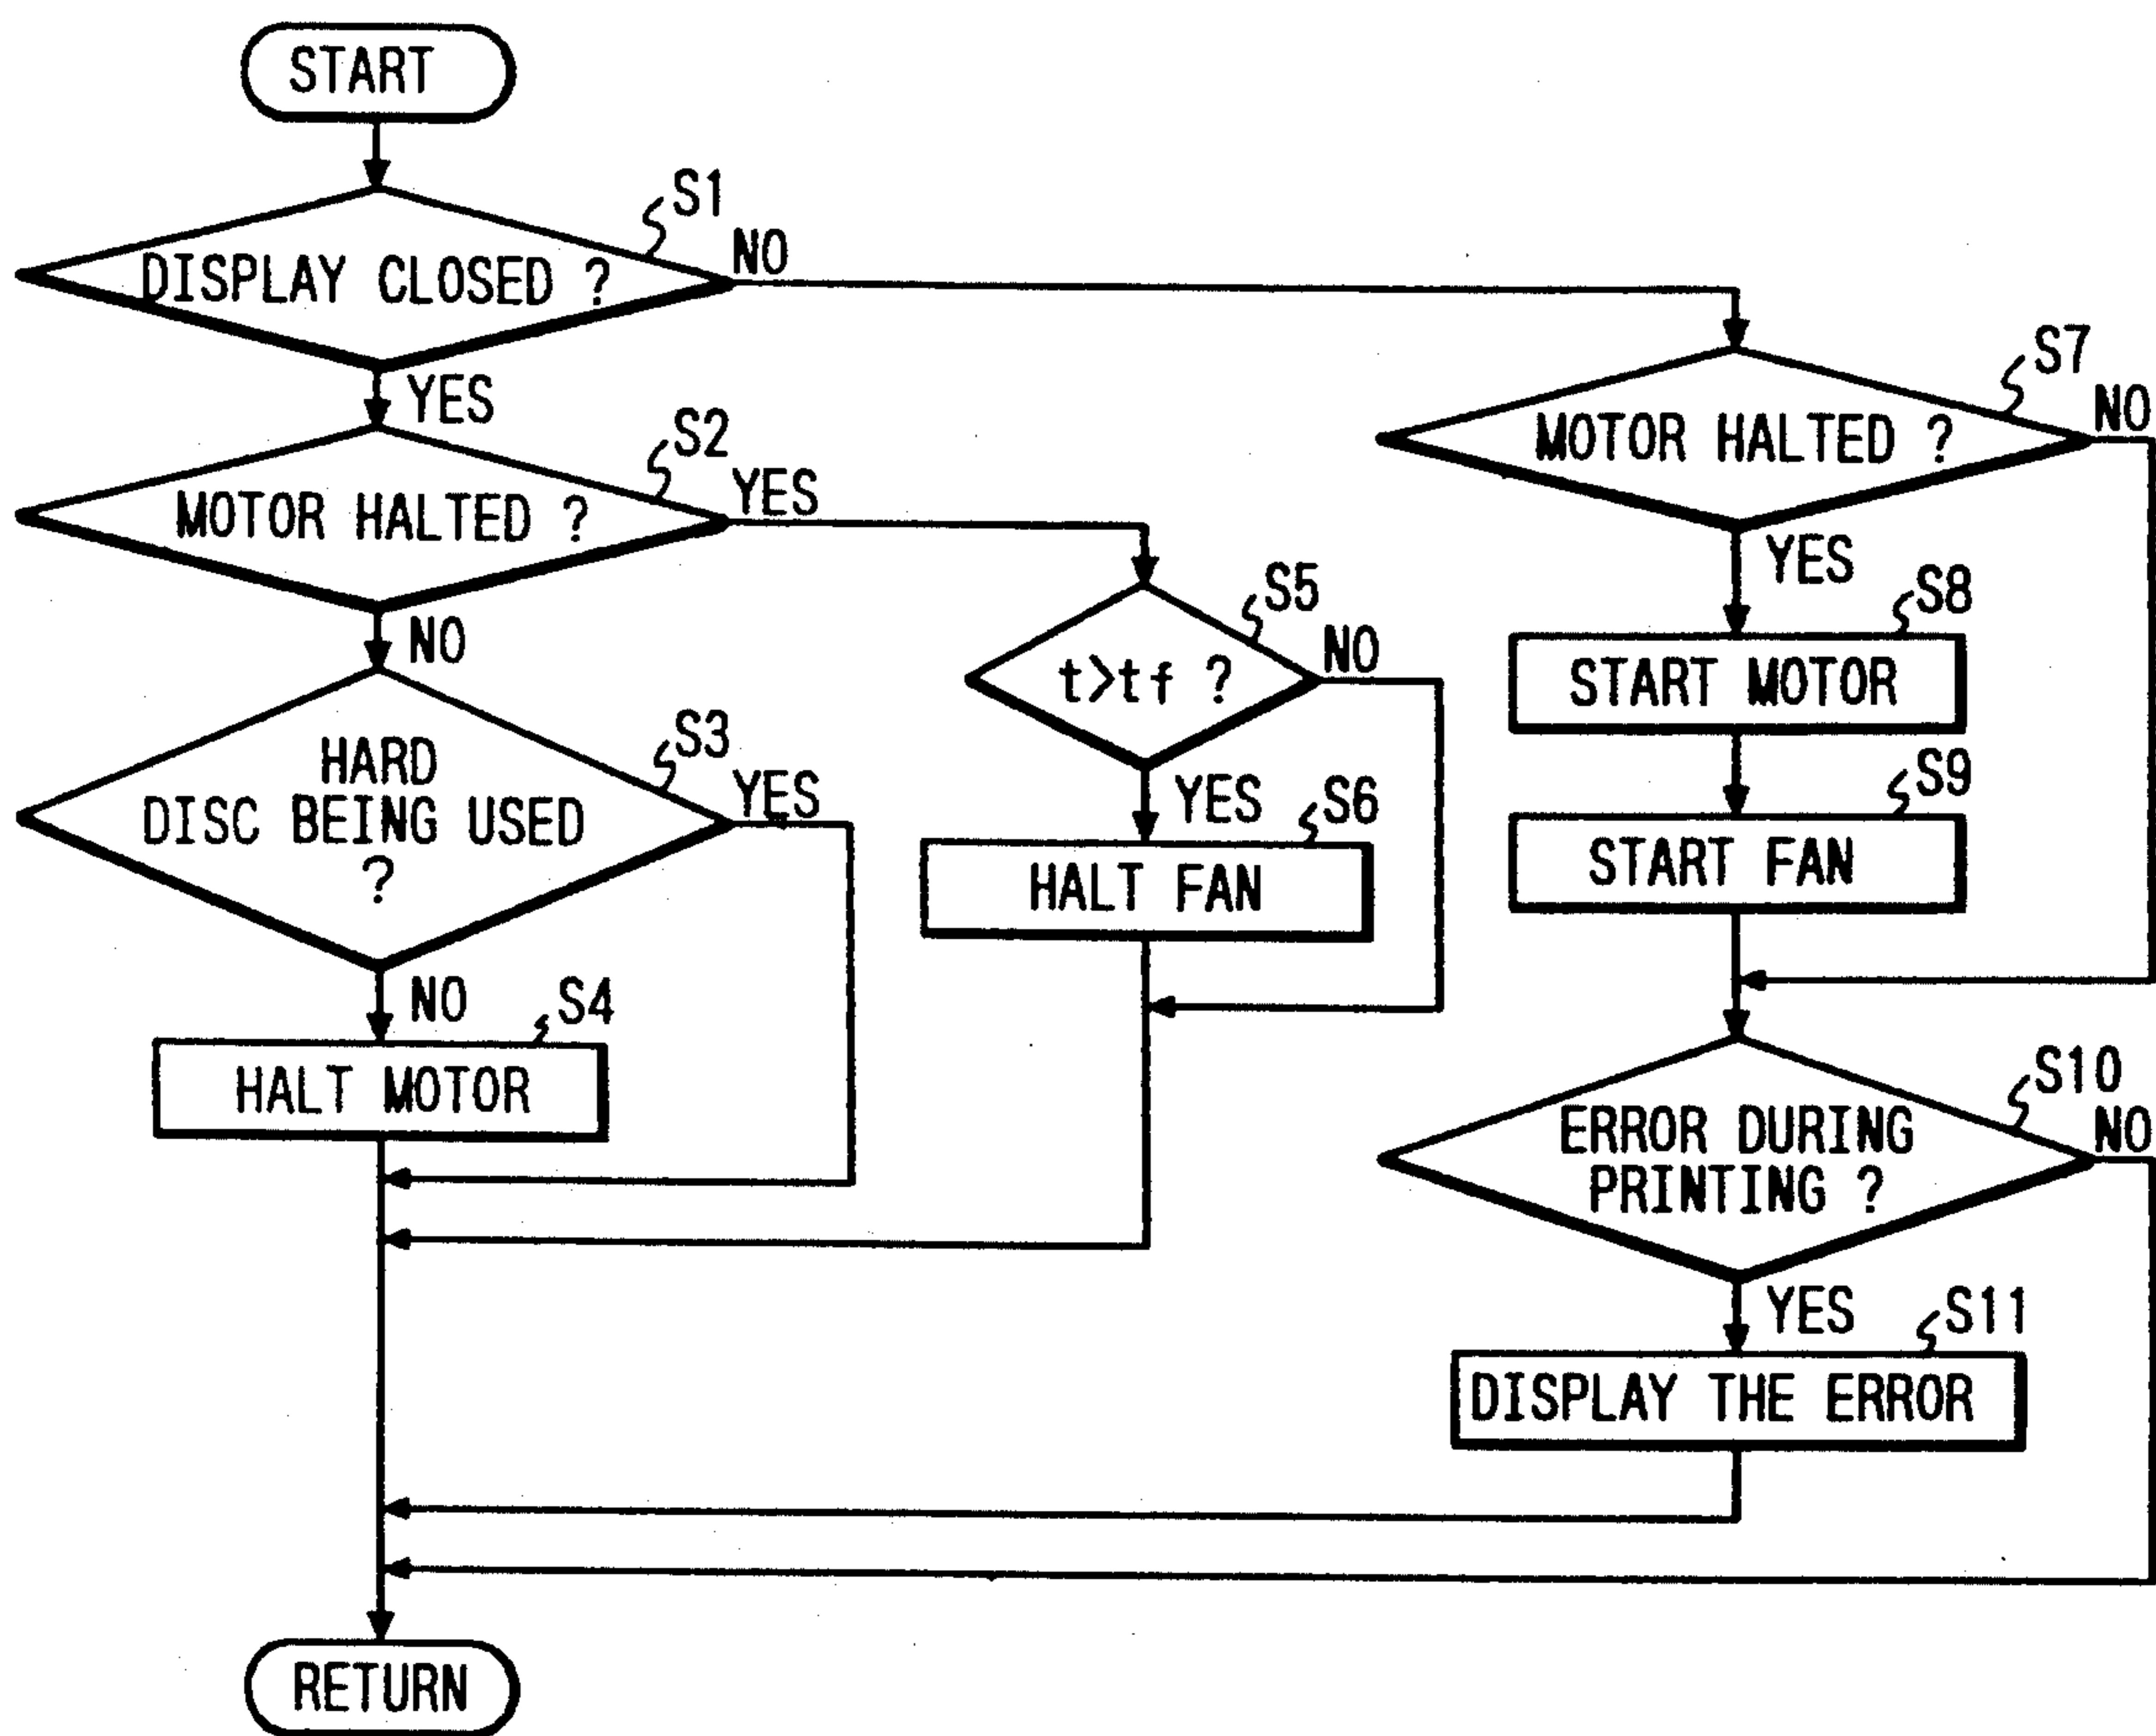 START
S1
DISPLAY CLOSED ?
NO
YES
S2
MOTOR HALTED ?
YES
NO
S3
HARD
DISC BEING USED
?
YES
NO
S4
HALT MOTOR
S5
t>tf ?
NO
YES
S6
HALT FAN
S7
MOTOR HALTED ?
NO
YES
S8
START MOTOR
S9
START FAN
S10
ERROR DURING
PRINTING ?
NO
YES
S11
DISPLAY THE ERROR
RETURN